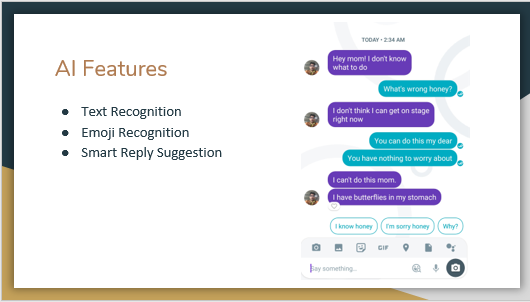 AI Features
Text Recognition
Emoji Recognition
Smart Reply Suggestion
TODAY • 2:34 AM
Hey mom! I don't know
what to do
What's wrong honey?
I don't think I can get on stage
right now
You can do this my dear
You have nothing to worry about
I can't do this mom.
I have butterflies in my stomach
I know honey
I'm sorry honey
Why?
GIF
Say something...